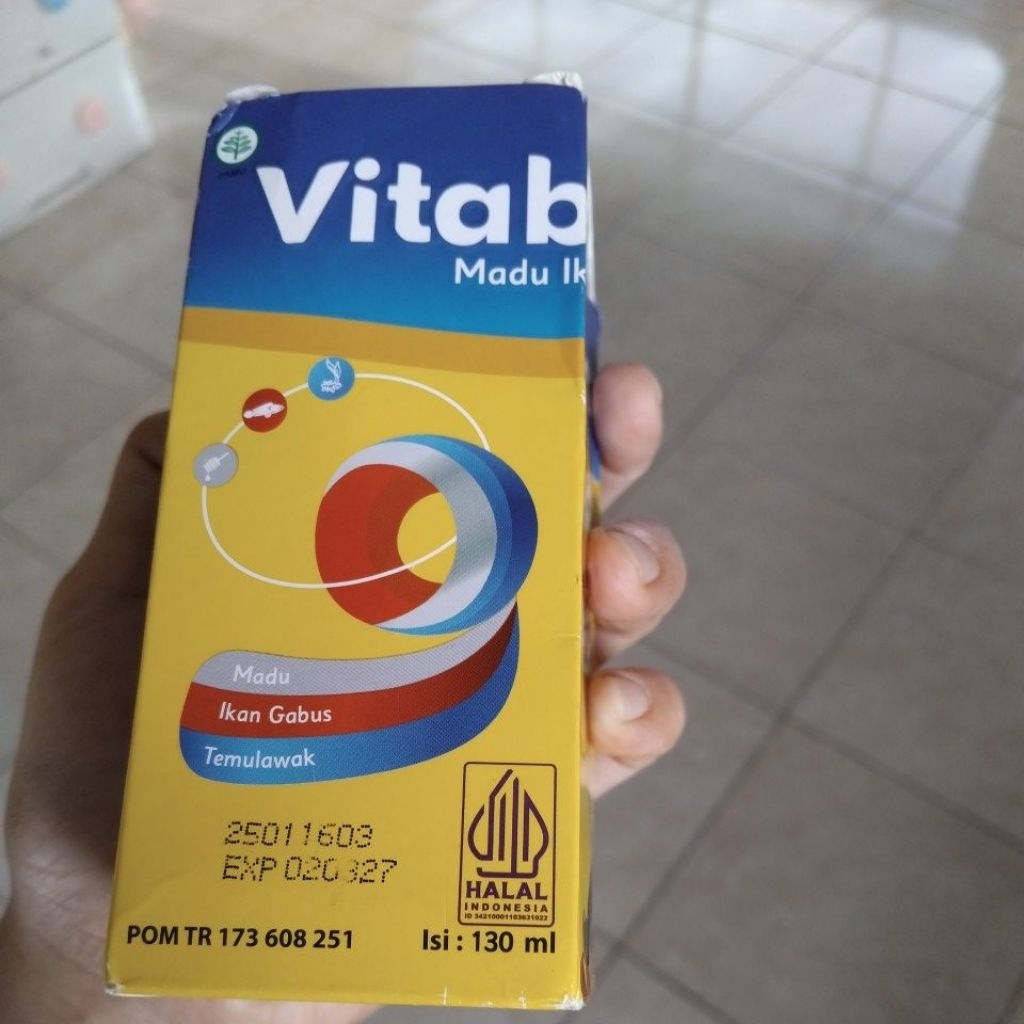 JAMU
Vitab
Madu Ik
Madu
Ikan Gabus
Temulawak
25011603
EXP
HALAL
INDONESIA
POM TR 173 608 251
Isi : 130 ml